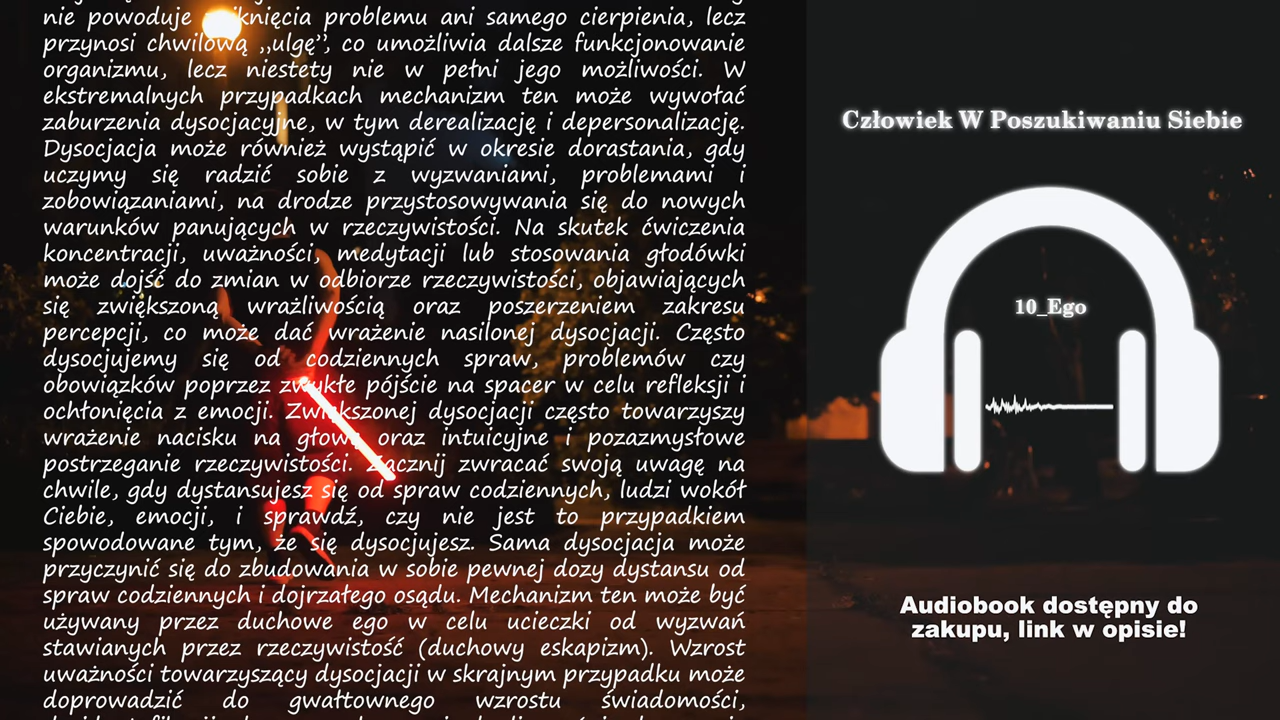 nie powoduje zniknięcia problemu ani samego cierpienia, lecz
przynosi chwilową ,,ulgę”, co umożliwia dalsze funkcjonowanie
organizmu, lecz niestety nie w pełni jego możliwości. W
ekstremalnych przypadkach mechanizm ten może wywołać
zaburzenia dysocjacyjne, w tym derealizację i depersonalizację.
Dysocjacja może również wystąpić w okresie dorastania, gdy
uczymy się radzić sobie z wyzwaniami, problemami i
zobowiązaniami, na drodze przystosowywania się do nowych
warunków panujących w rzeczywistości. Na skutek ćwiczenia
koncentracji, uważności, medytacji lub stosowania głodówki
może dojść do zmian w odbiorze rzeczywistości, objawiających
się zwiększoną wrażliwością oraz poszerzeniem zakresu
percepcji, co może dać wrażenie nasilonej dysocjacji. Często
dysocjujemy się od codziennych spraw, problemów czy
obowiązków poprzez zwykłe pójście na spacer w celu refleksji i
ochłonięcia z emocji. Zwiększonej dysocjacji często towarzyszy
wrażenie nacisku na głowę oraz intuicyjne i pozazmysłowe
postrzeganie rzeczywistości. Zacznij zwracać swoją uwagę na
chwile, gdy dystansujesz się od spraw codziennych, ludzi wokół
Ciebie, emocji, i sprawdź, czy nie jest to przypadkiem
spowodowane tym, że się dysocjujesz. Sama dysocjacja może
przyczynić się do zbudowania w sobie pewnej dozy dystansu od
spraw codziennych i dojrzałego osądu. Mechanizm ten może być
używany przez duchowe ego w celu ucieczki od wyzwań
stawianych przez rzeczywistość (duchowy eskapizm). Wzrost
uważności towarzyszący dysocjacji w skrajnym przypadku może
doprowadzić do gwałtownego wzrostu świadomości,
Człowiek W Poszukiwaniu Siebie
10_Ego
Audiobook dostępny do
zakupu, link w opisie!